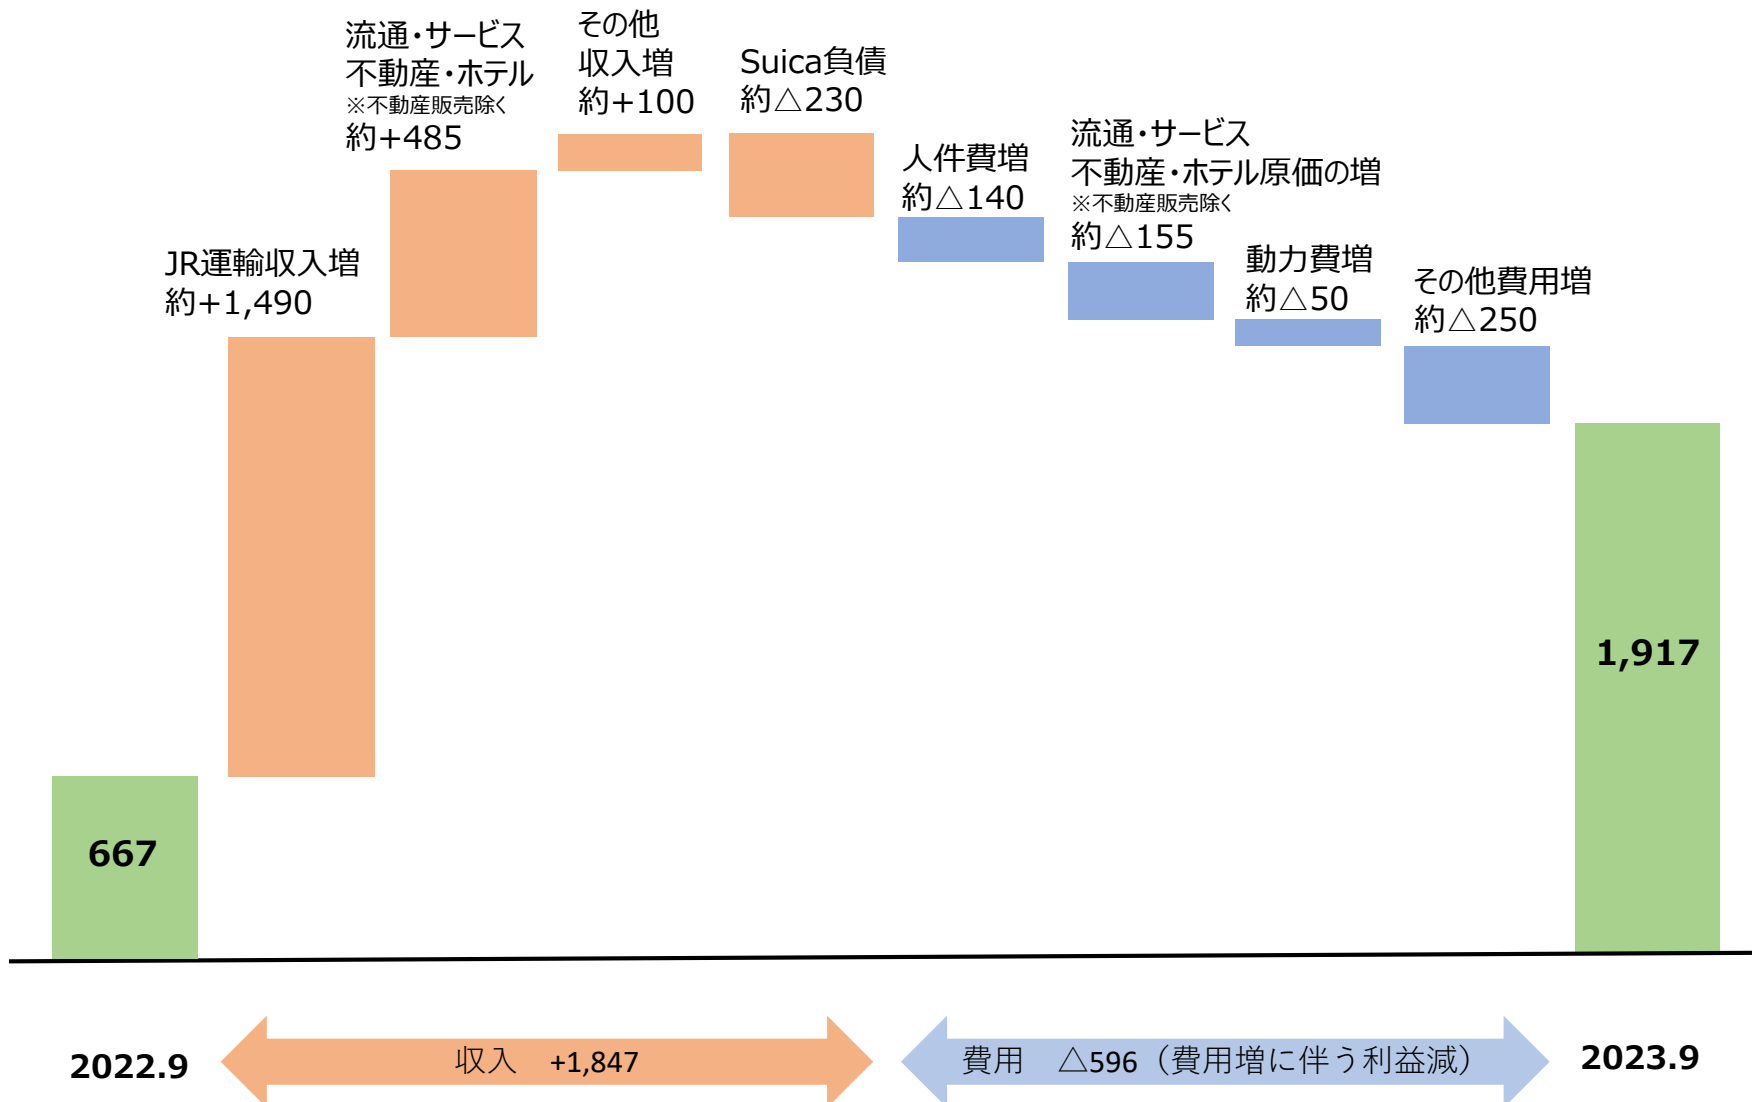 流通・サービス
不動産・ホテル
※不動産販売除く
約+485
その他
収入増
約+100
Suica負債
約△230
人件費増
約△140
流通・サービス
不動産・ホテル原価の増
※不動産販売除く
約△155
JR運輸収入増
約+1,490
動力費増
約△50
その他費用増
約△250
667
1,917
2022.9
収入 +1,847
費用 △596（費用増に伴う利益減）
2023.9